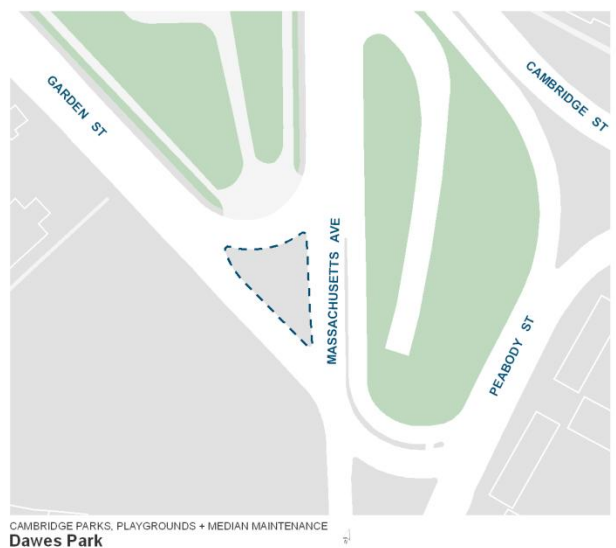 GARDEN ST
CAMBRIDGE ST
MASSACHUSETTS AVE
PEABODY ST
CAMBRIDGE PARKS, PLAYGROUNDS + MEDIAN MAINTENANCE
Dawes Park